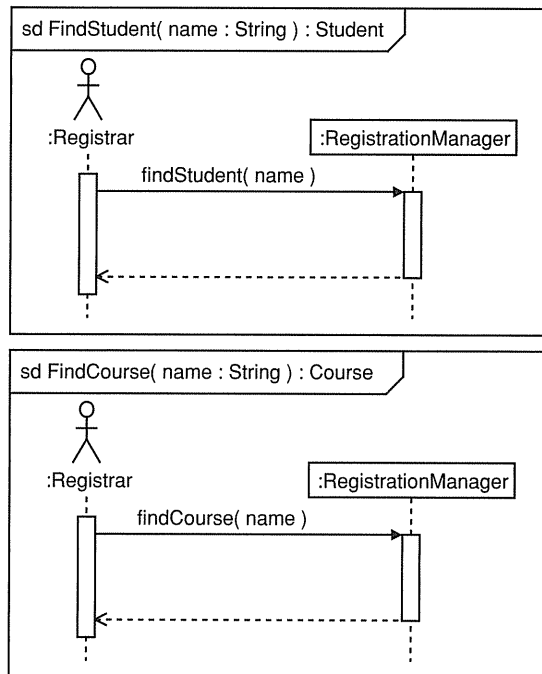 sd FindStudent( name : String ) : Student
:Registrar
:RegistrationManager
findStudent( name )
sd FindCourse( name : String ) : Course
:Registrar
:RegistrationManager
findCourse( name )